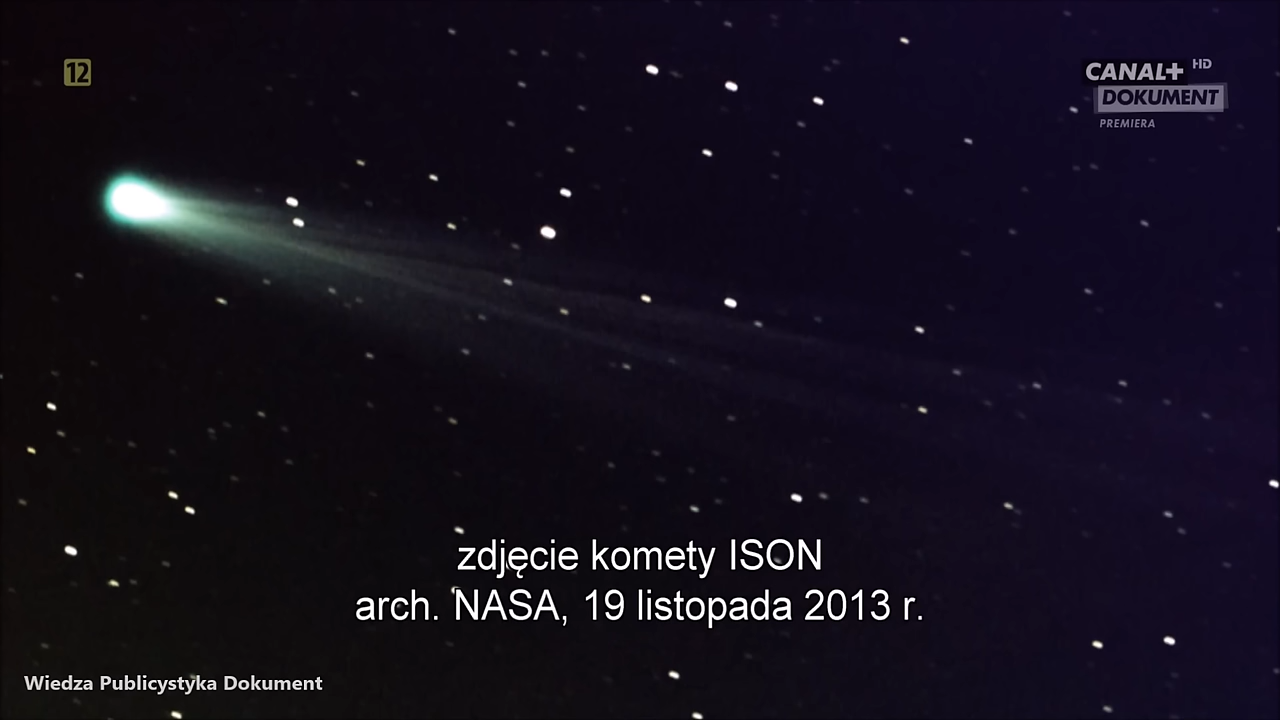 12
CANAL+ HD
DOKUMENT
PREMIERA
zdjęcie komety ISON
arch. NASA, 19 listopada 2013 r.
Wiedza Publicystyka Dokument